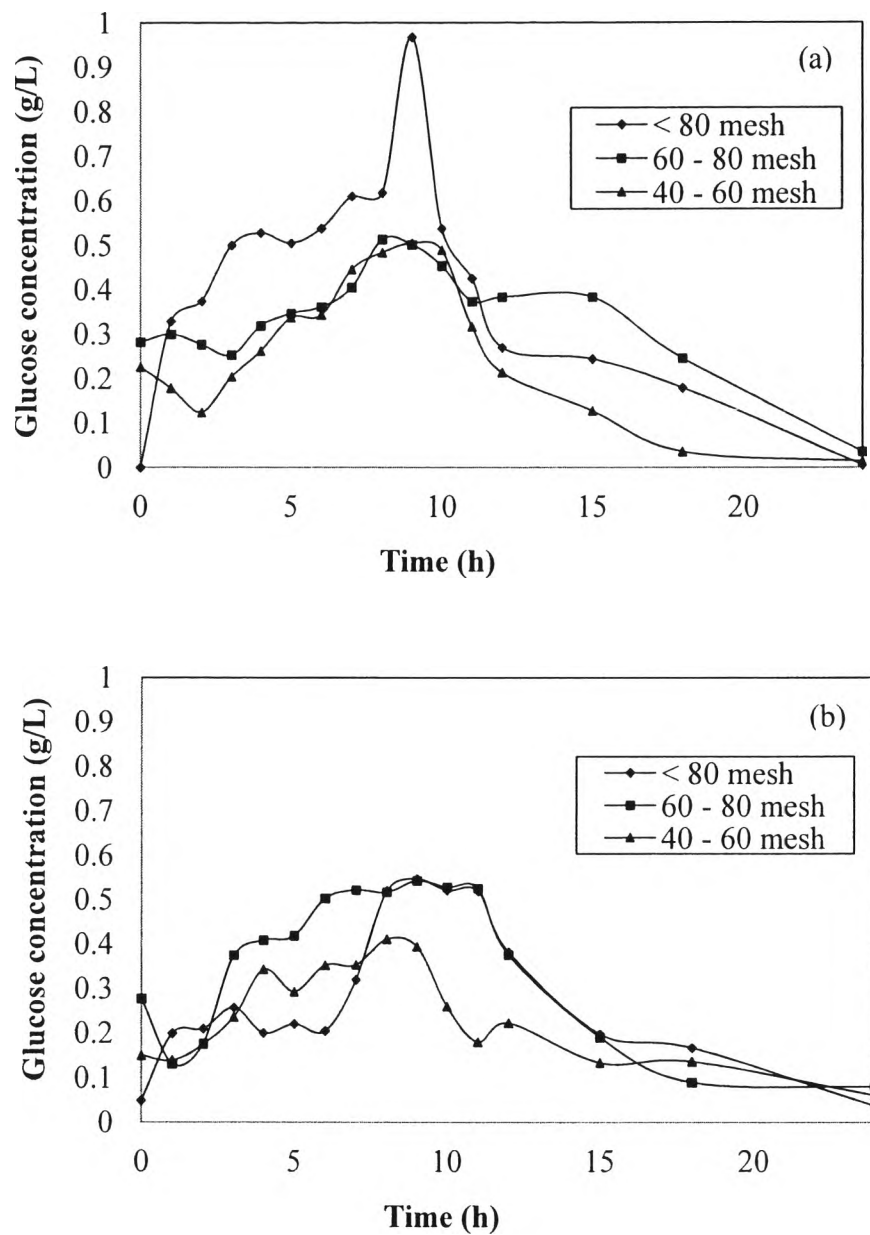 1
0.9
0.8
0.7
0.6
0.5
0.4
0.3
0.2
0.1
0
Glucose concentration (g/L)
(a)
< 80 mesh
60 - 80 mesh
40 - 60 mesh
0 5 10 15 20
Time (h)
1
0.9
0.8
0.7
0.6
0.5
0.4
0.3
0.2
0.1
0
Glucose concentration (g/L)
(b)
< 80 mesh
60 - 80 mesh
40 - 60 mesh
0 5 10 15 20
Time (h)